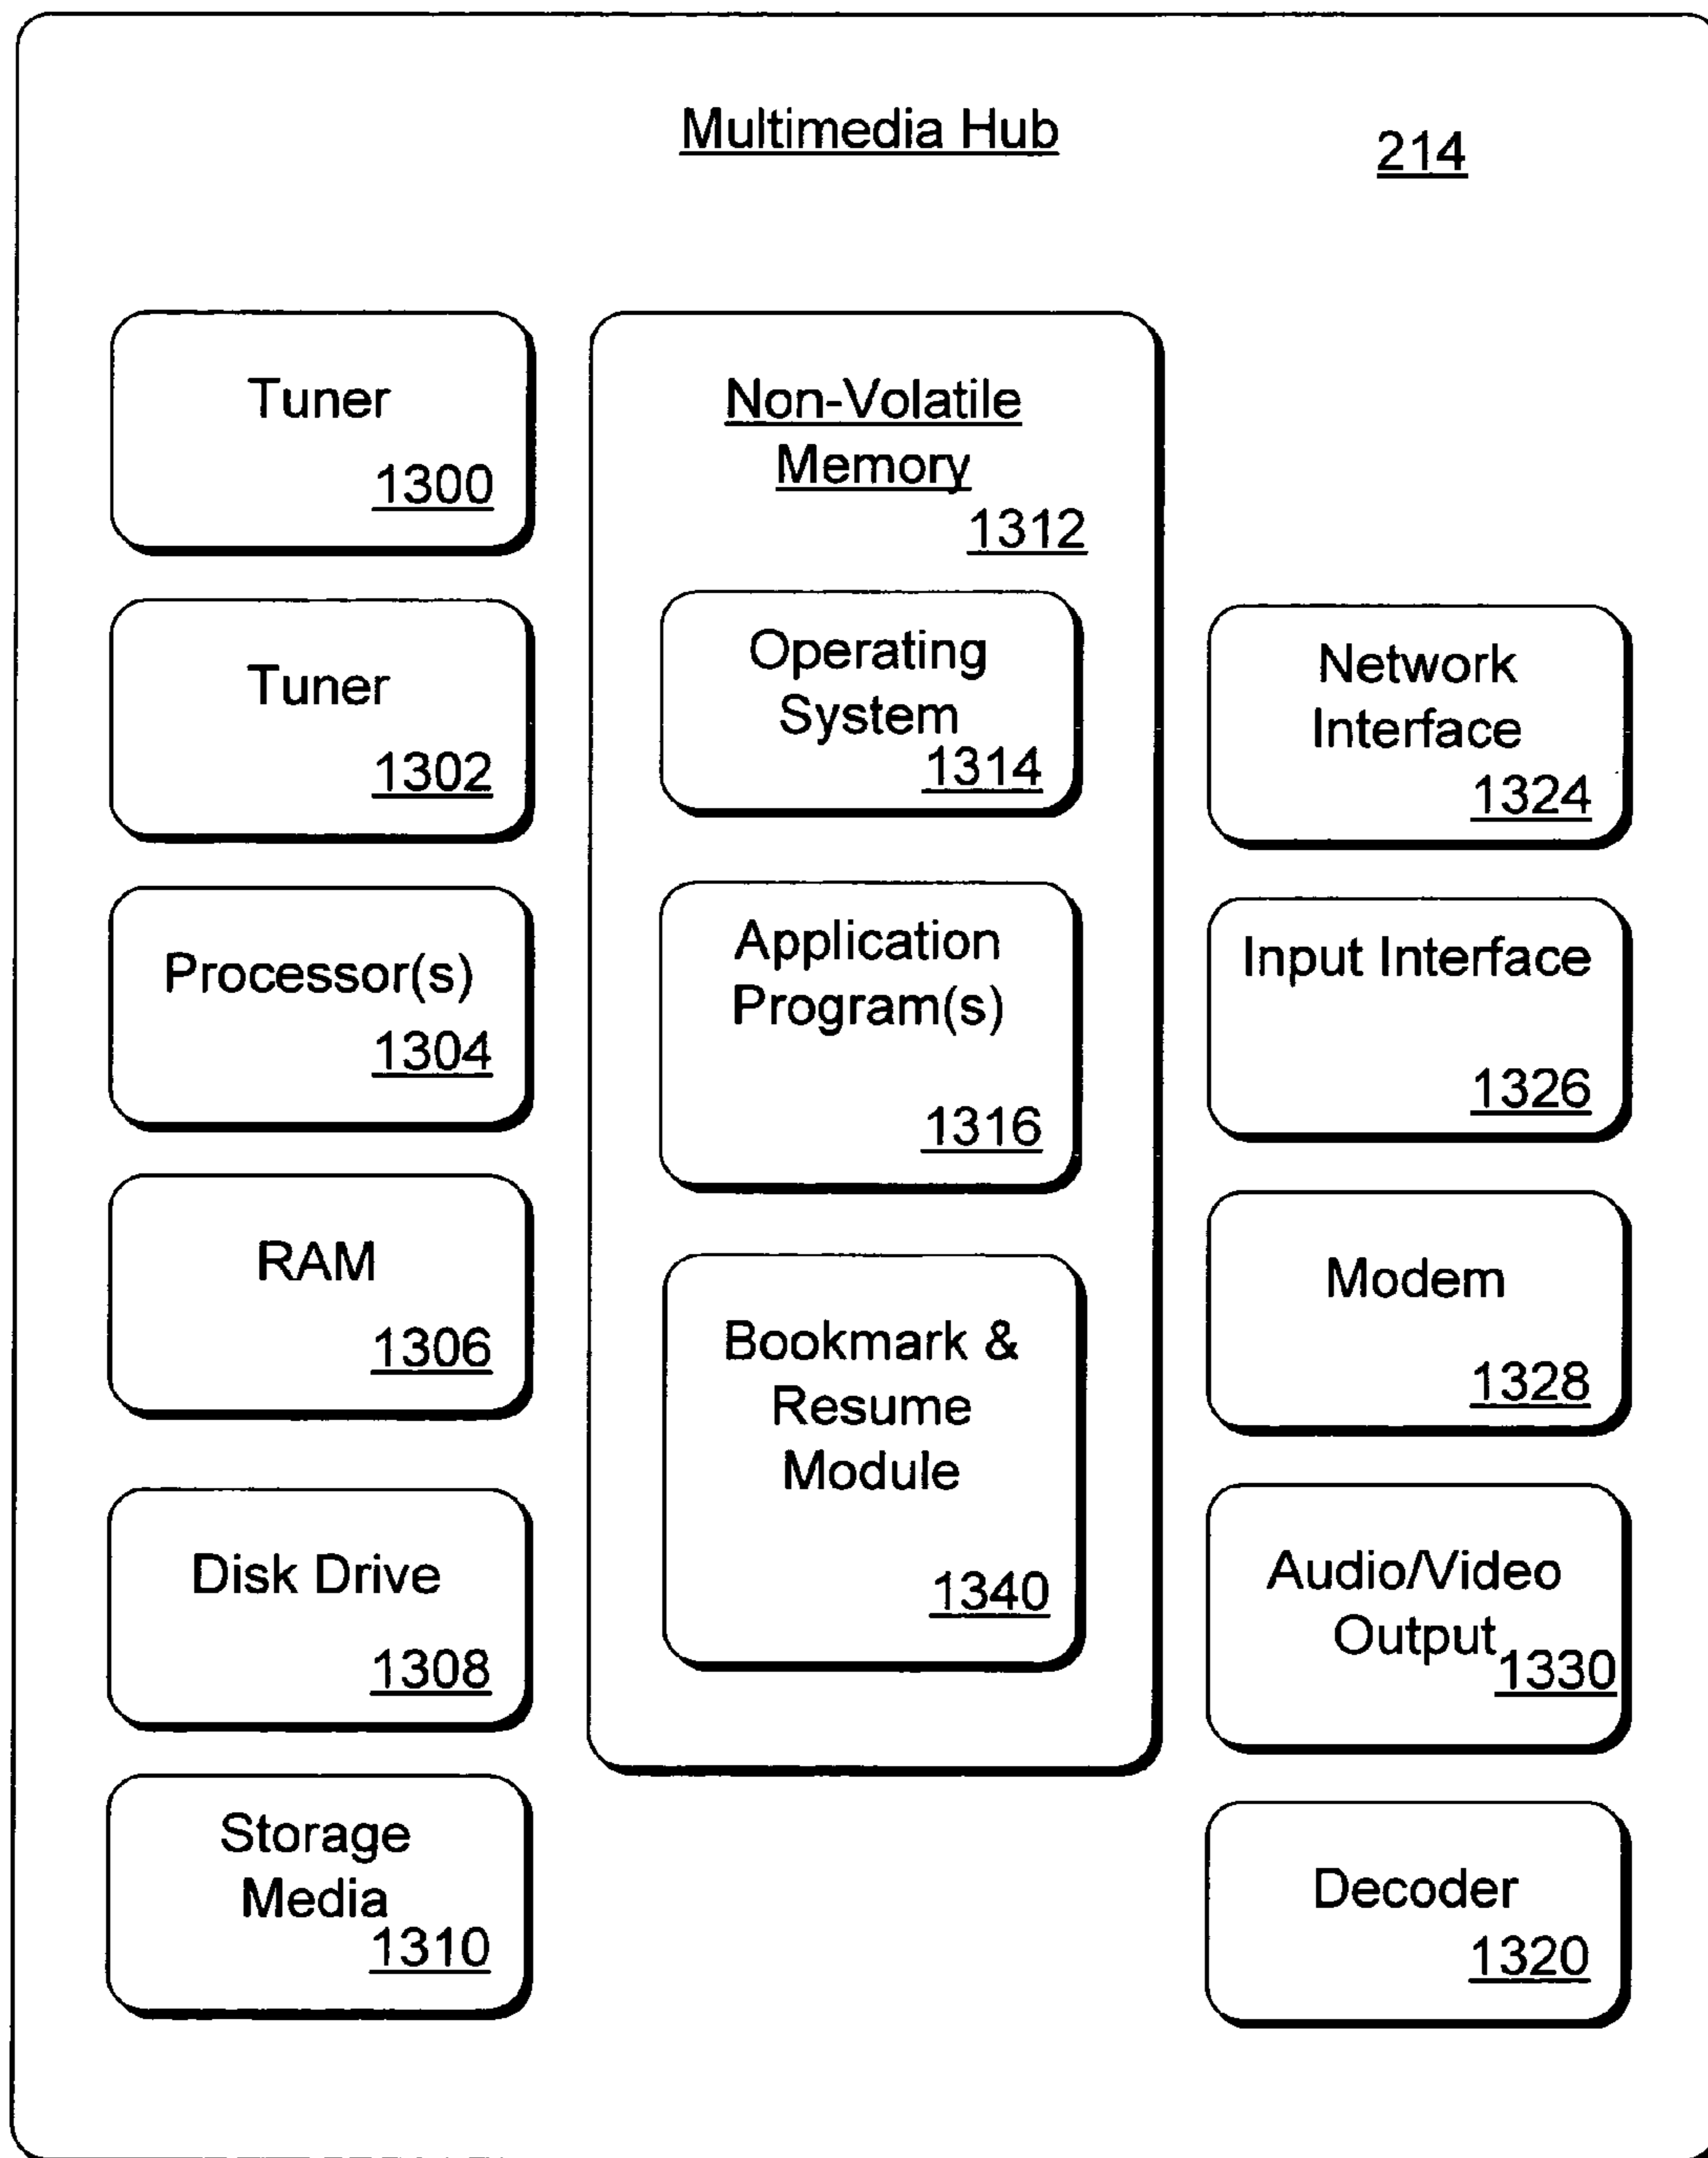 Multimedia Hub
214
Tuner
1300
Tuner
1302
Processor(s)
1304
RAM
1306
Disk Drive
1308
Storage
Media
1310
Non-Volatile
Memory
1312
Operating
System
1314
Application
Program(s)
1316
Bookmark &
Resume
Module
1340
Network
Interface
1324
Input Interface
1326
Modem
1328
Audio/Video
Output
1330
Decoder
1320